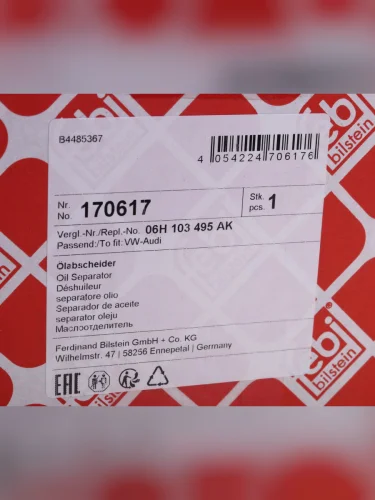 B4485367
4 054224 706176
Nr.
No. 170617
Stk.
pcs. 1
Vergl.-Nr./Repl.-No. 06H 103 495 AK
Passend:/To fit: VW-Audi
Ölabscheider
Oil Separator
Déshuileur
separatore olio
Separador de aceite
separator oleju
Маслоотделитель
Ferdinand Bilstein GmbH + Co. KG
Wilhelmstr. 47 | 58256 Ennepetal | Germany
EAC
febi
bilstein
febi
bilstein